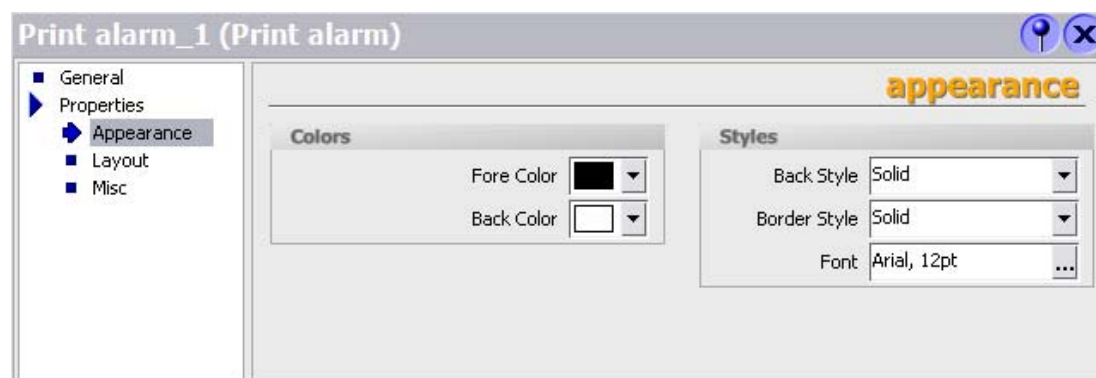 Print alarm_1 (Print alarm)
General
Properties
Appearance
Layout
Misc
appearance
Colors
Fore Color
Back Color
Styles
Back Style Solid
Border Style Solid
Font Arial, 12pt ...